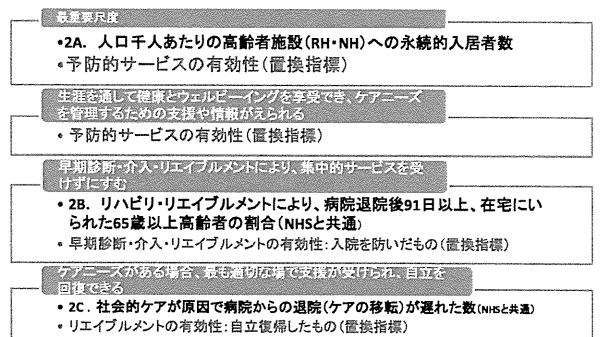 最重要尺度
•2A. 人口千人あたりの高齢者施設(RH・NH)への永続的入居者数
•予防的サービスの有効性(置換指標)
生涯を通して健康とウェルビーイングを享受でき、ケアニーズ
を管理するための支援や情報がえられる
• 予防的サービスの有効性(置換指標)
早期診断・介入・リエイブルメントにより、集中的サービスを受
けずにすむ
• 2B. リハビリ・リエイブルメントにより、病院退院後91日以上、在宅にい
られた65歳以上高齢者の割合(NHSと共通)
• 早期診断・介入・リエイブルメントの有効性:入院を防いだもの(置換指標)
ケアニーズがある場合、最も適切な場で支援が受けられ、自立を
回復できる
• 2C. 社会的ケアが原因で病院からの退院(ケアの移転)が遅れた数(NHSと共通)
• リエイブルメントの有効性:自立復帰したもの(置換指標)